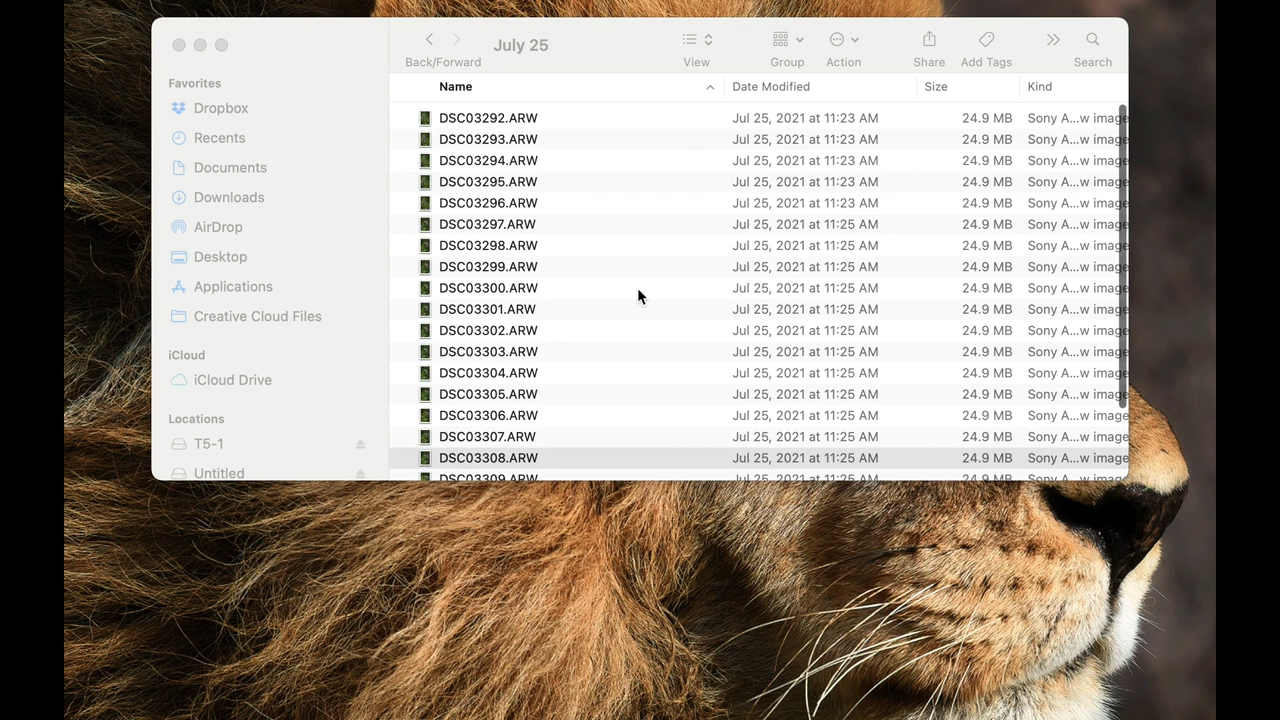 July 25
Back/Forward View Group Action Share Add Tags Search
Favorites
Dropbox
Recents
Documents
Downloads
AirDrop
Desktop
Applications
Creative Cloud Files
iCloud
iCloud Drive
Locations
T5-1
Untitled
Name Date Modified Size Kind
DSC03292.ARW Jul 25, 2021 at 11:23 AM 24.9 MB Sony A...w image
DSC03293.ARW Jul 25, 2021 at 11:23 AM 24.9 MB Sony A...w image
DSC03294.ARW Jul 25, 2021 at 11:23 AM 24.9 MB Sony A...w image
DSC03295.ARW Jul 25, 2021 at 11:23 AM 24.9 MB Sony A...w image
DSC03296.ARW Jul 25, 2021 at 11:23 AM 24.9 MB Sony A...w image
DSC03297.ARW Jul 25, 2021 at 11:25 AM 24.9 MB Sony A...w image
DSC03298.ARW Jul 25, 2021 at 11:25 AM 24.9 MB Sony A...w image
DSC03299.ARW Jul 25, 2021 at 11:25 AM 24.9 MB Sony A...w image
DSC03300.ARW Jul 25, 2021 at 11:25 AM 24.9 MB Sony A...w image
DSC03301.ARW Jul 25, 2021 at 11:25 AM 24.9 MB Sony A...w image
DSC03302.ARW Jul 25, 2021 at 11:25 AM 24.9 MB Sony A...w image
DSC03303.ARW Jul 25, 2021 at 11:25 AM 24.9 MB Sony A...w image
DSC03304.ARW Jul 25, 2021 at 11:25 AM 24.9 MB Sony A...w image
DSC03305.ARW Jul 25, 2021 at 11:25 AM 24.9 MB Sony A...w image
DSC03306.ARW Jul 25, 2021 at 11:25 AM 24.9 MB Sony A...w image
DSC03307.ARW Jul 25, 2021 at 11:25 AM 24.9 MB Sony A...w image
DSC03308.ARW Jul 25, 2021 at 11:25 AM 24.9 MB Sony A...w image
DSC03309.ARW Jul 25, 2021 at 11:25 AM 24.9 MB Sony A...w image